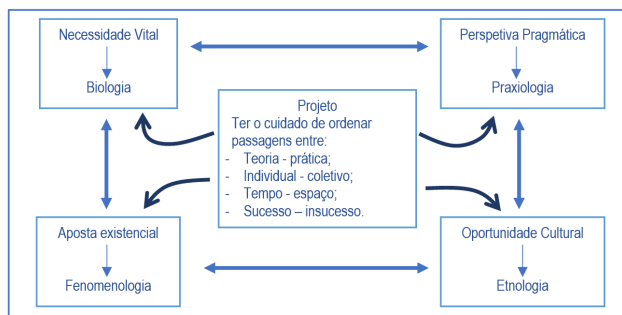 Necessidade Vital
Biologia
Perspetiva Pragmática
Praxiologia
Projeto
Ter o cuidado de ordenar
passagens entre:
- Teoria - prática;
- Individual - coletivo;
- Tempo - espaço;
- Sucesso – insucesso.
Aposta existencial
Fenomenologia
Oportunidade Cultural
Etnologia